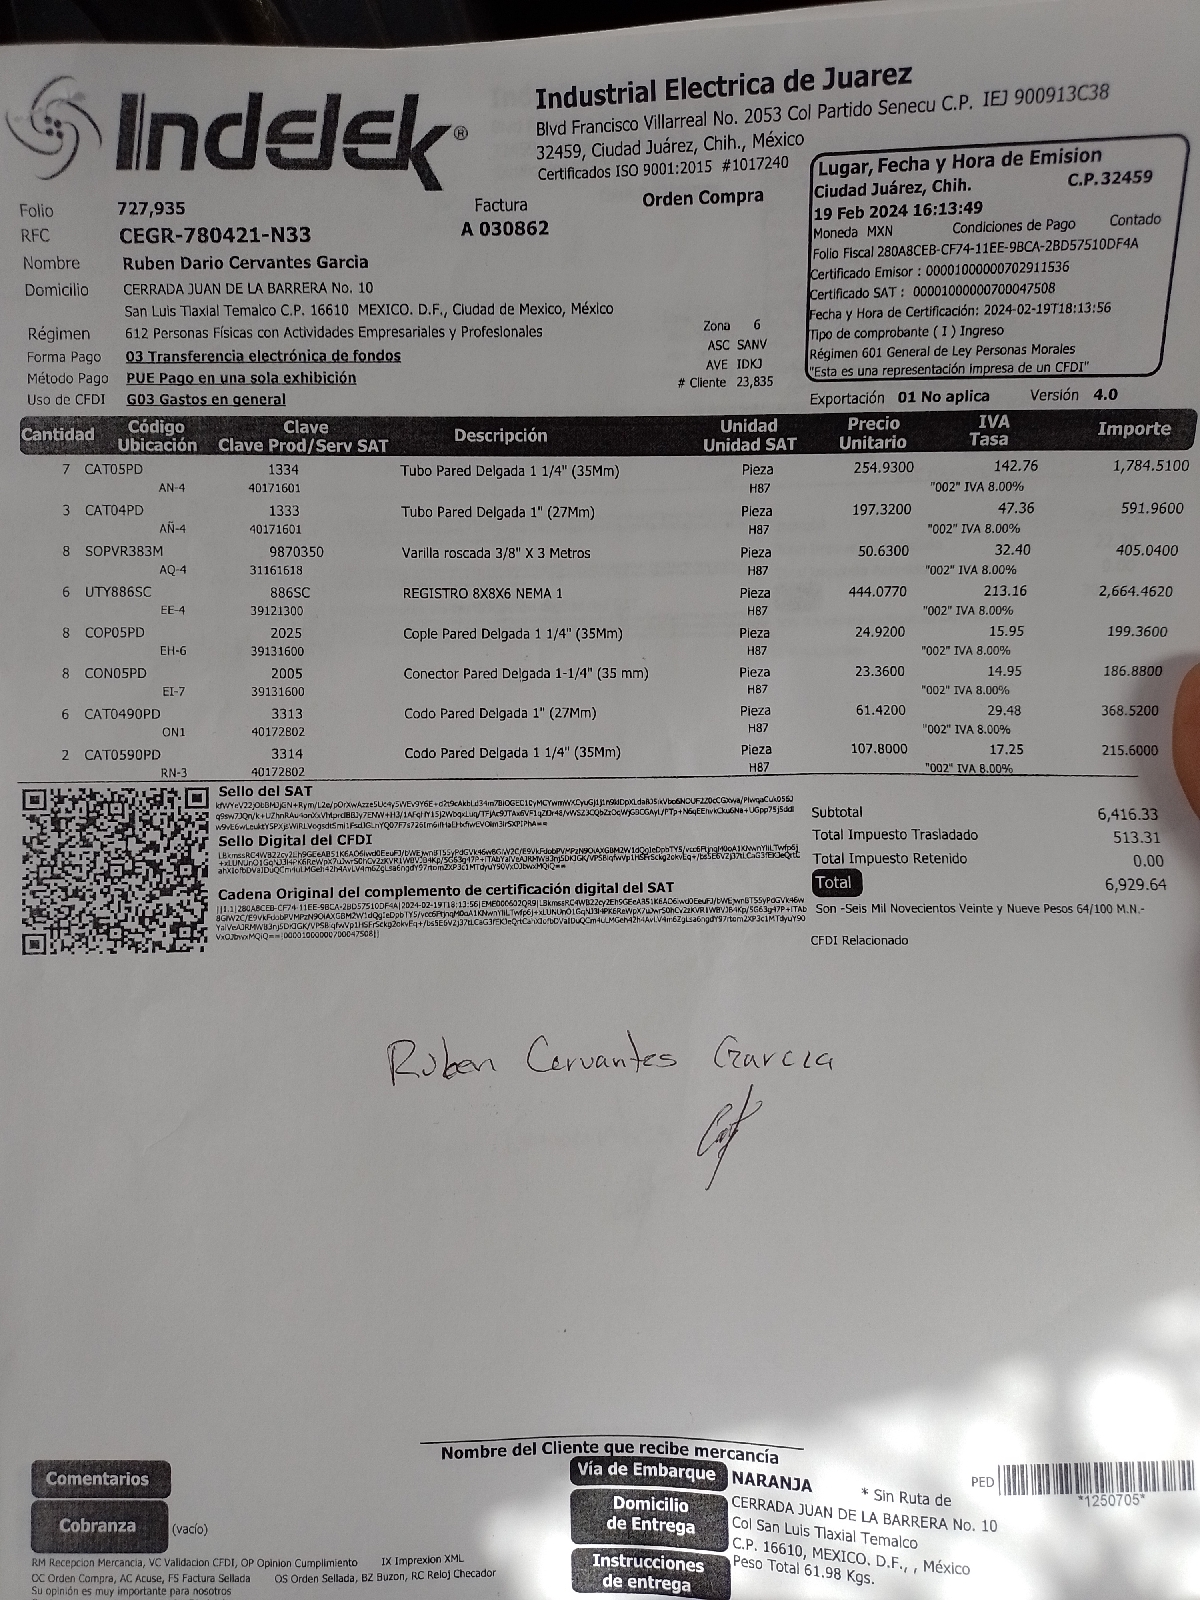 Indelek®
Industrial Electrica de Juarez
Blvd Francisco Villarreal No. 2053 Col Partido Senecu C.P. IEJ 900913C38
32459, Ciudad Juárez, Chih., México
Certificados ISO 9001:2015 #1017240
Lugar, Fecha y Hora de Emision
Ciudad Juárez, Chih. C.P. 32459
19 Feb 2024 16:13:49
Moneda MXN Condiciones de Pago Contado
Folio Fiscal 280A8CEB-CF74-11EE-9BCA-2BD57510DF4A
Certificado Emisor : 00001000000702911536
Certificado SAT : 00001000000700047508
Fecha y Hora de Certificación: 2024-02-19T18:13:56
Tipo de comprobante ( I ) Ingreso
Régimen 601 General de Ley Personas Morales
"Esta es una representación impresa de un CFDI"
Folio 727,935 Factura Orden Compra
RFC CEGR-780421-N33 A 030862
Nombre Ruben Dario Cervantes Garcia
Domicilio CERRADA JUAN DE LA BARRERA No. 10
San Luis Tlaxial Temalco C.P. 16610 MEXICO. D.F., Ciudad de Mexico, México
Régimen 612 Personas Físicas con Actividades Empresariales y Profesionales
Zona 6
ASC SANV
Forma Pago 03 Transferencia electrónica de fondos
AVE IDKJ
Método Pago PUE Pago en una sola exhibición
# Cliente 23,835
Uso de CFDI G03 Gastos en general
Exportación 01 No aplica Versión 4.0
Cantidad Código Ubicación Clave Clave Prod/Serv SAT Descripción Unidad Unidad SAT Precio Unitario IVA Tasa Importe
7 CAT05PD 1334 Tubo Pared Delgada 1 1/4" (35Mm) Pieza 254.9300 142.76 1,784.5100
AN-4 40171601 H87 "002" IVA 8.00%
3 CAT04PD 1333 Tubo Pared Delgada 1" (27Mm) Pieza 197.3200 47.36 591.9600
AÑ-4 40171601 H87 "002" IVA 8.00%
8 SOPVR383M 9870350 Varilla roscada 3/8" X 3 Metros Pieza 50.6300 32.40 405.0400
AQ-4 31161618 H87 "002" IVA 8.00%
6 UTY886SC 886SC REGISTRO 8X8X6 NEMA 1 Pieza 444.0770 213.16 2,664.4620
EE-4 39121300 H87 "002" IVA 8.00%
8 COP05PD 2025 Cople Pared Delgada 1 1/4" (35Mm) Pieza 24.9200 15.95 199.3600
EH-6 39131600 H87 "002" IVA 8.00%
8 CON05PD 2005 Conector Pared Delgada 1-1/4" (35 mm) Pieza 23.3600 14.95 186.8800
EI-7 39131600 H87 "002" IVA 8.00%
6 CAT0490PD 3313 Codo Pared Delgada 1" (27Mm) Pieza 61.4200 29.48 368.5200
ON1 40172802 H87 "002" IVA 8.00%
2 CAT0590PD 3314 Codo Pared Delgada 1 1/4" (35Mm) Pieza 107.8000 17.25 215.6000
RN-3 40172802 H87 "002" IVA 8.00%
Sello del SAT
Sello Digital del CFDI
Cadena Original del complemento de certificación digital del SAT
Subtotal 6,416.33
Total Impuesto Trasladado 513.31
Total Impuesto Retenido 0.00
Total 6,929.64
Son -Seis Mil Novecientos Veinte y Nueve Pesos 64/100 M.N.-
CFDI Relacionado
Ruben Cervantes Garcia
Nombre del Cliente que recibe mercancía
Comentarios
Cobranza (vacío)
Vía de Embarque NARANJA * Sin Ruta de
PED *1250705*
Domicilio de Entrega
CERRADA JUAN DE LA BARRERA No. 10
Col San Luis Tlaxial Temalco
C.P. 16610, MEXICO. D.F., , México
Instrucciones de entrega
Peso Total 61.98 Kgs.
RM Recepcion Mercancia, VC Validacion CFDI, OP Opinion Cumplimiento IX Impresion XML
OC Orden Compra, AC Acuse, FS Factura Sellada OS Orden Sellada, BZ Buzon, RC Reloj Checador
Su opinión es muy importante para nosotros